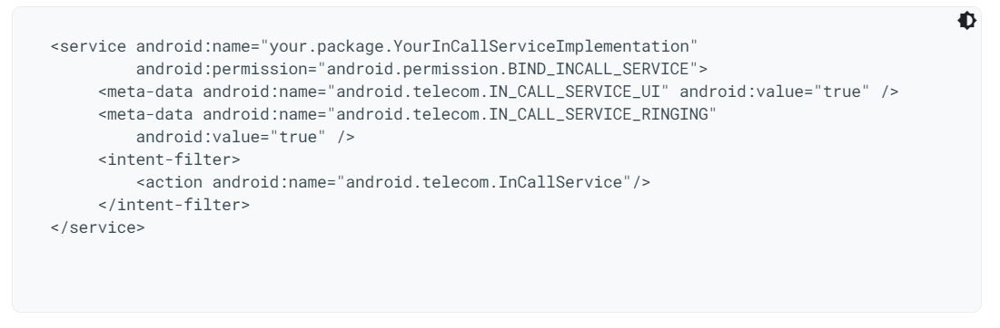 <service android:name="your.package.YourInCallServiceImplementation"
android:permission="android.permission.BIND_INCALL_SERVICE">
<meta-data android:name="android.telecom.IN_CALL_SERVICE_UI" android:value="true" />
<meta-data android:name="android.telecom.IN_CALL_SERVICE_RINGING"
android:value="true" />
<intent-filter>
<action android:name="android.telecom.InCallService"/>
</intent-filter>
</service>